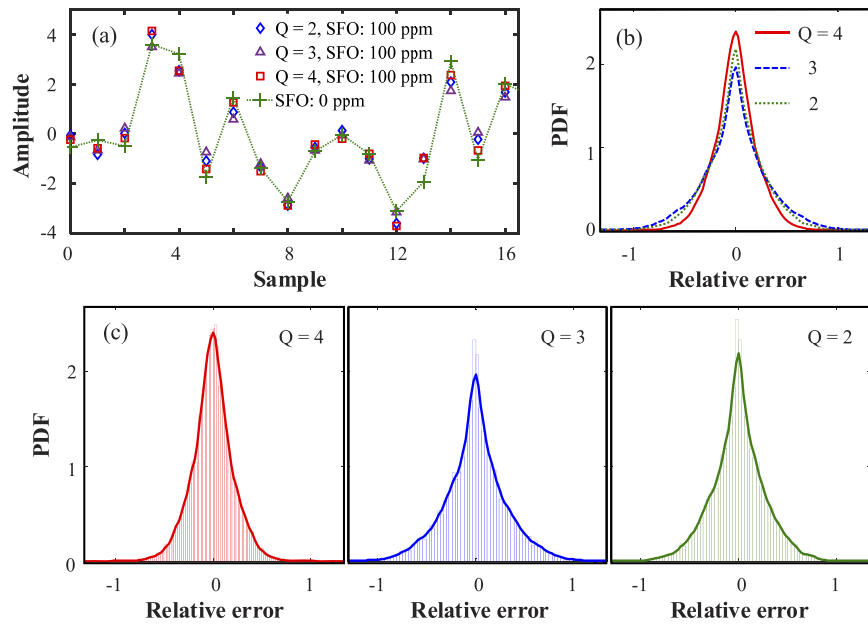 (a)
Q = 2, SFO: 100 ppm
Q = 3, SFO: 100 ppm
Q = 4, SFO: 100 ppm
SFO: 0 ppm
4
2
0
-2
-4
Amplitude
0 4 8 12 16
Sample
(b)
Q = 4
3
2
2
1
0
PDF
-1 0 1
Relative error
(c)
Q = 4
Q = 3
Q = 2
2
1
0
PDF
-1 0 1
-1 0 1
-1 0 1
Relative error
Relative error
Relative error